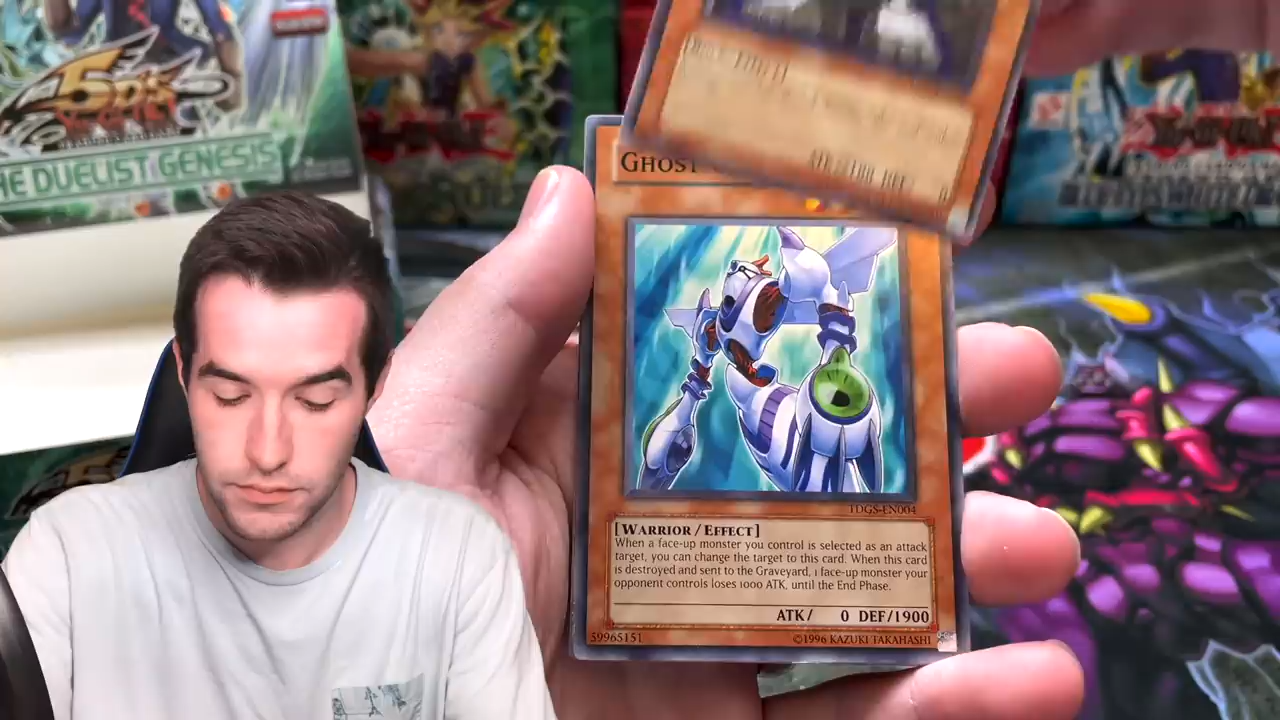 5D's
THE DUELIST GENESIS
GHOST
TDGS-EN004
[WARRIOR / EFFECT]
When a face-up monster you control is selected as an attack
target, you can change the target to this card. When this card
is destroyed and sent to the Graveyard, 1 face-up monster your
opponent controls loses 1000 ATK, until the End Phase.
ATK/ 0 DEF/1900
59965151
©1996 KAZUKI TAKAHASHI